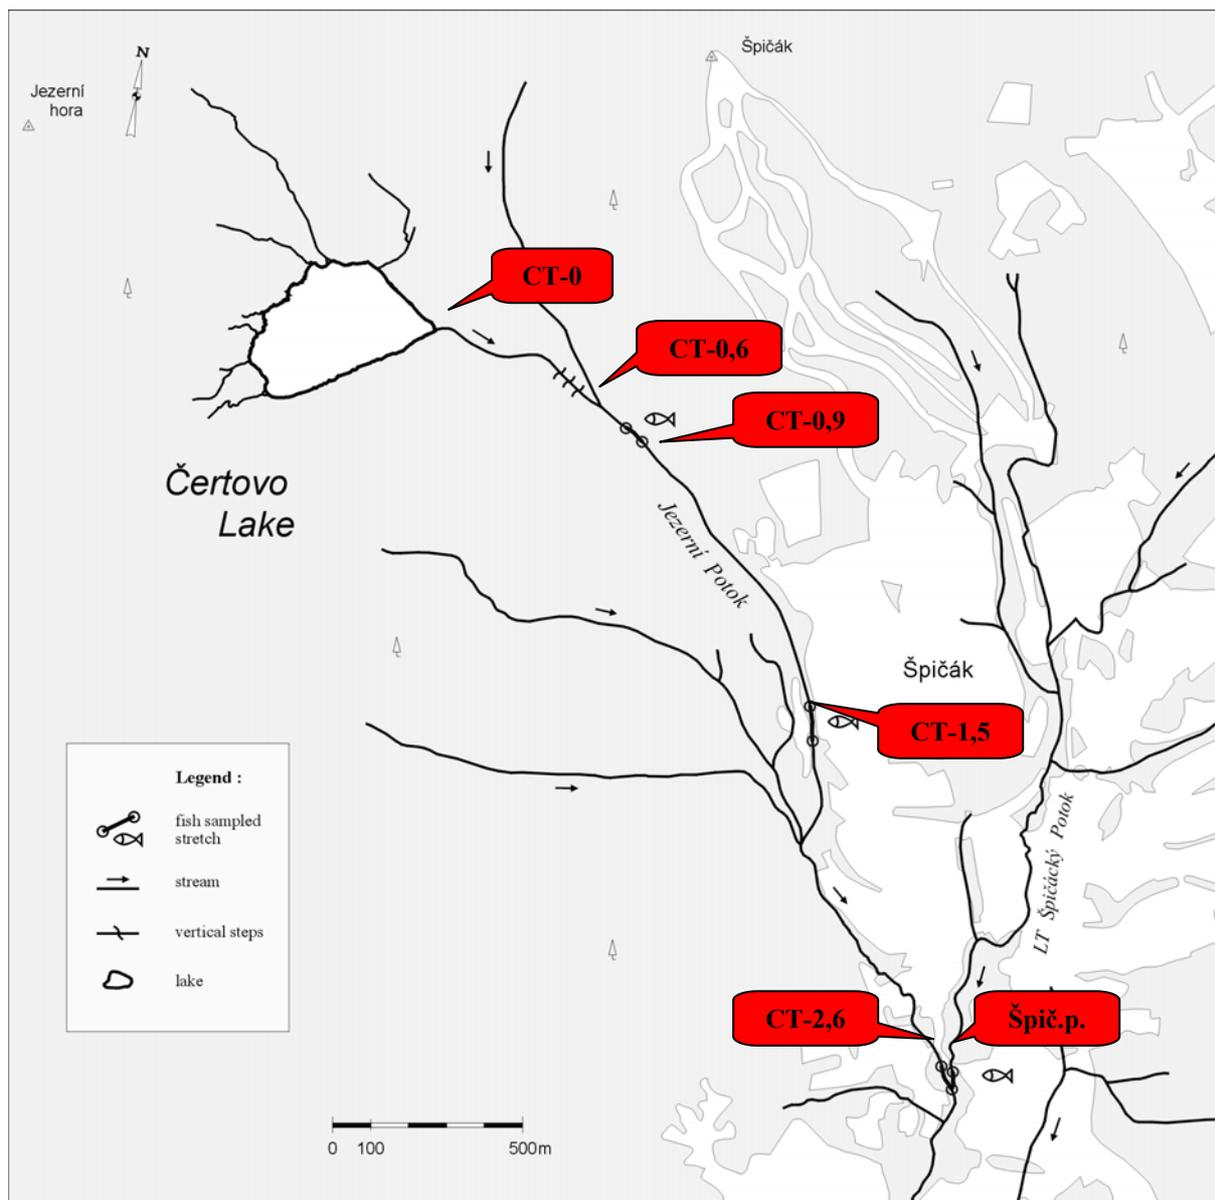 Špičák
N
Jezerní
hora
CT-0
CT-0,6
CT-0,9
Čertovo
Lake
Jezerni Potok
Špičák
CT-1,5
Legend :
fish sampled
stretch
stream
vertical steps
lake
LT Špičácký Potok
CT-2,6
Špič.p.
0 100 500m